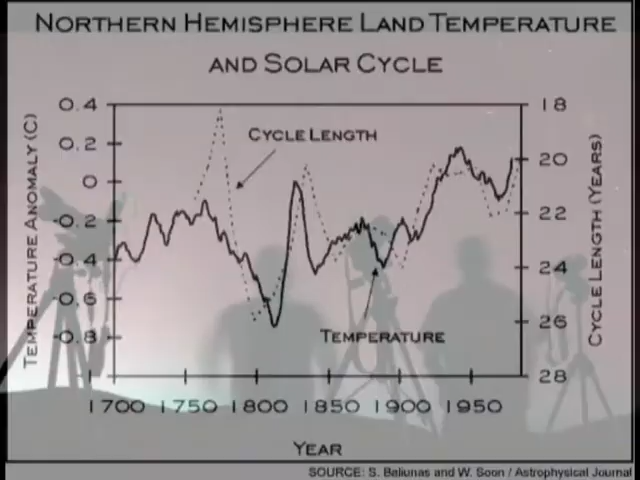 NORTHERN HEMISPHERE LAND TEMPERATURE
AND SOLAR CYCLE
TEMPERATURE ANOMALY (C)
0.4
0.2
0
-0.2
-0.4
-0.6
-0.8
CYCLE LENGTH
TEMPERATURE
18
20
22
24
26
28
CYCLE LENGTH (YEARS)
1700 1750 1800 1850 1900 1950
YEAR
SOURCE: S. Baliunas and W. Soon / Astrophysical Journal